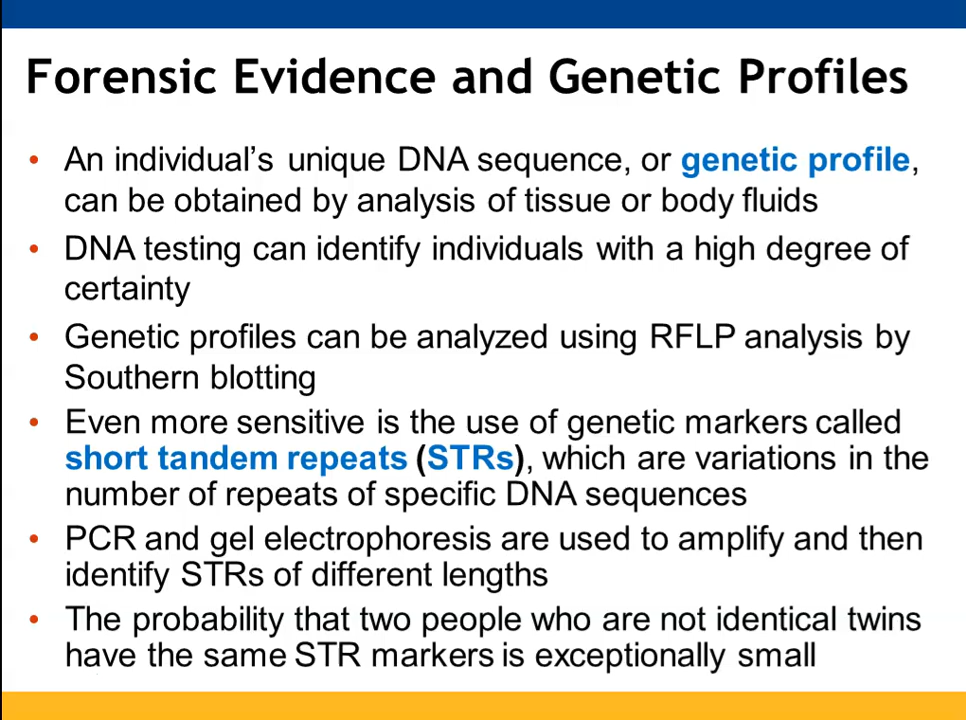 Forensic Evidence and Genetic Profiles
• An individual's unique DNA sequence, or genetic profile,
can be obtained by analysis of tissue or body fluids
• DNA testing can identify individuals with a high degree of
certainty
• Genetic profiles can be analyzed using RFLP analysis by
Southern blotting
• Even more sensitive is the use of genetic markers called
short tandem repeats (STRs), which are variations in the
number of repeats of specific DNA sequences
• PCR and gel electrophoresis are used to amplify and then
identify STRs of different lengths
• The probability that two people who are not identical twins
have the same STR markers is exceptionally small